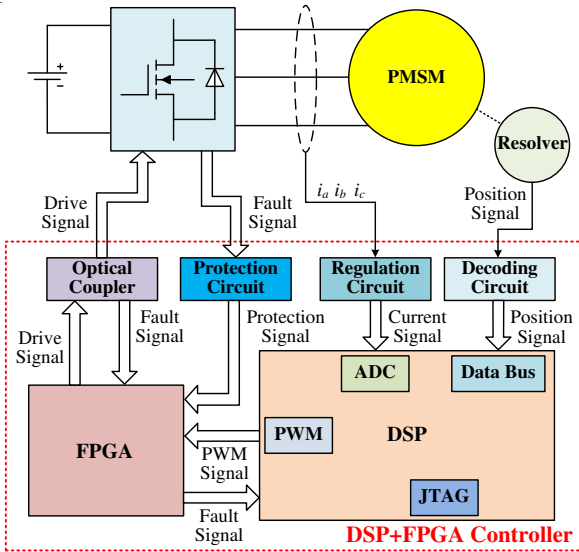 PMSM
Resolver
Drive
Signal
Fault
Signal
i_a i_b i_c
Position
Signal
Optical
Coupler
Protection
Circuit
Regulation
Circuit
Decoding
Circuit
Drive
Signal
Fault
Signal
Protection
Signal
Current
Signal
Position
Signal
ADC
Data Bus
FPGA
PWM
DSP
PWM
Signal
JTAG
Fault
Signal
DSP+FPGA Controller